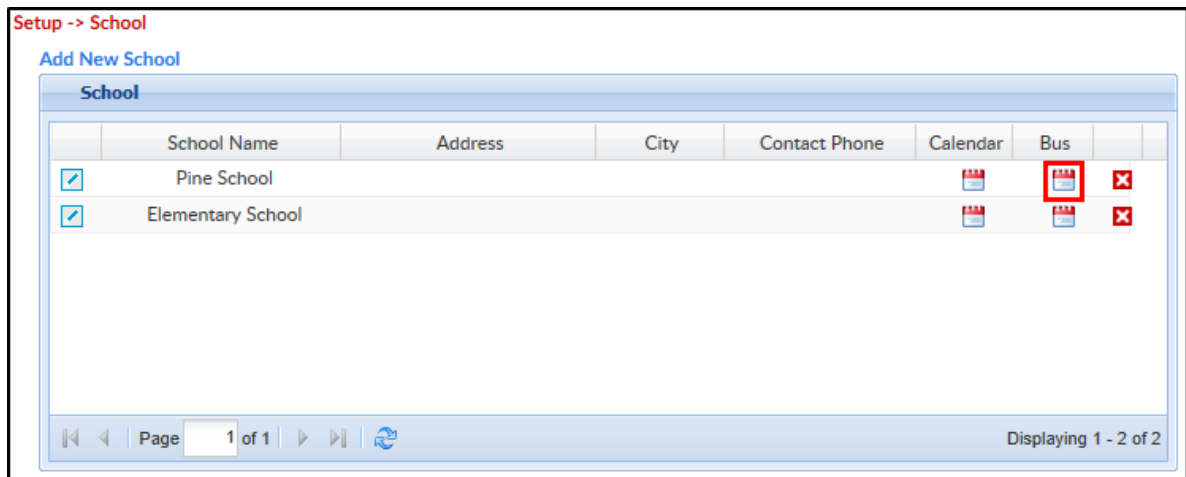 Setup -> School
Add New School
School
School Name Address City Contact Phone Calendar Bus
Pine School
Elementary School
Page 1 of 1 Displaying 1 - 2 of 2